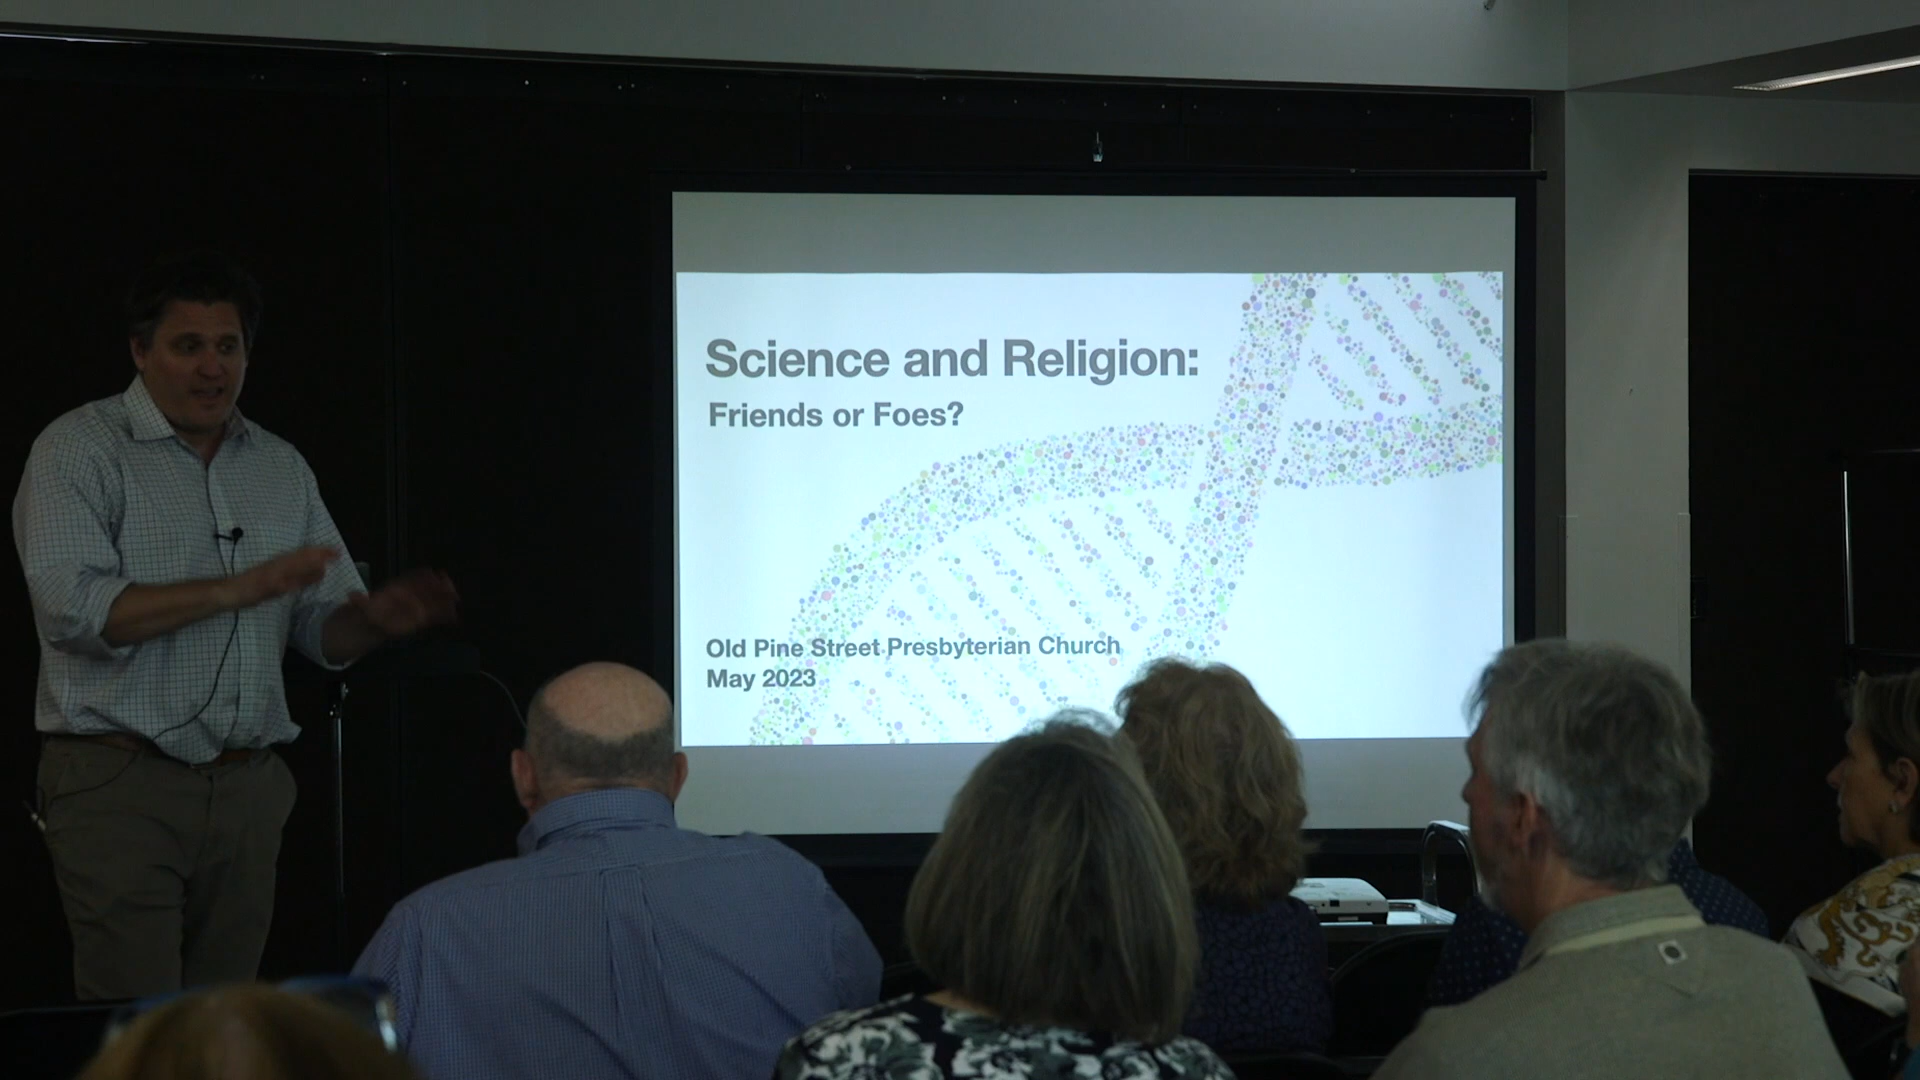 Science and Religion:
Friends or Foes?
Old Pine Street Presbyterian Church
May 2023